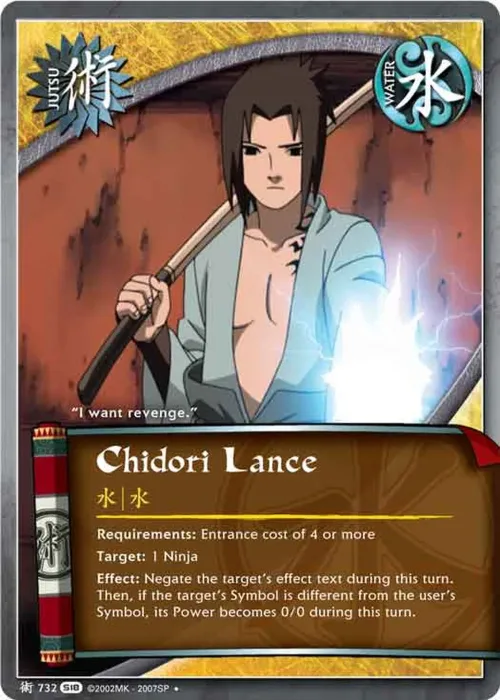 JUTSU 術
WATER 水
"I want revenge."
Chidori Lance
水|水
Requirements: Entrance cost of 4 or more
Target: 1 Ninja
Effect: Negate the target's effect text during this turn.
Then, if the target's Symbol is different from the user's
Symbol, its Power becomes 0/0 during this turn.
術
術 732 S10 ©2002MK - 2007SP